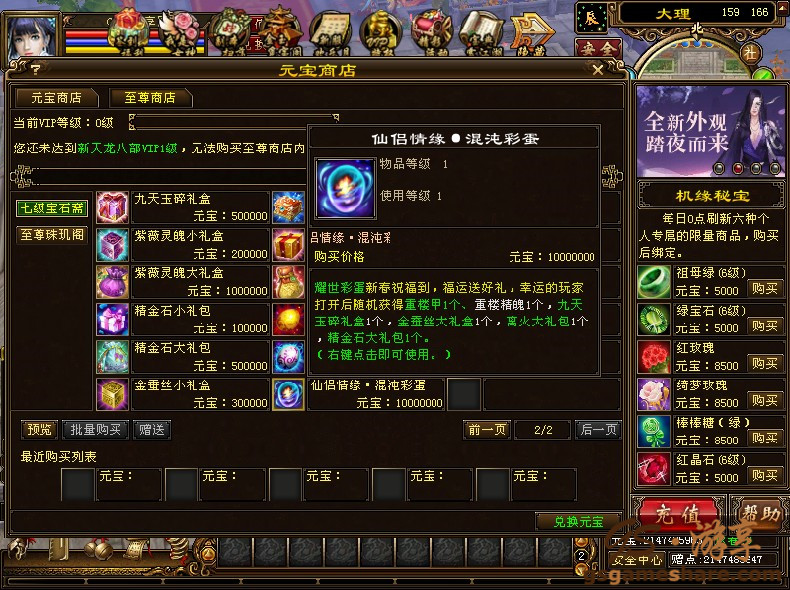 大理
159 166
北
辰
安全
社
?
元宝商店
×
元宝商店
至尊商店
当前VIP等级：0级
您还未达到新天龙八部VIP1级，无法购买至尊商店内
七级宝石斋
至尊珠玑阁
九天玉碎礼盒
元宝：500000
紫薇灵魄小礼盒
元宝：200000
紫薇灵魄大礼盒
元宝：1000000
精金石小礼包
元宝：100000
精金石大礼包
元宝：500000
金蚕丝小礼盒
元宝：300000
仙侣情缘●混沌彩蛋
物品等级 1
使用等级 1
侣情缘·混沌彩
购买价格
元宝：10000000
耀世彩蛋新春祝福到，福运送好礼，幸运的玩家
打开后随机获得重楼甲1个、重楼精魄1个，九天
玉碎礼盒1个，金蚕丝大礼盒1个，离火大礼包1个
，精金石大礼包1个。
（右键点击即可使用。）
仙侣情缘·混沌彩蛋
元宝：10000000
预览
批量购买
赠送
前一页
2/2
后一页
最近购买列表
元宝：
元宝：
元宝：
元宝：
元宝：
兑换元宝
全新外观
踏夜而来
机缘秘宝
每日0点刷新六种个
人专属的限量商品，购买
后绑定。
祖母绿(6级)
元宝：5000
购买
绿宝石(6级)
元宝：5000
购买
红玫瑰
元宝：8500
购买
绮梦玫瑰
元宝：8500
购买
棒棒糖（绿）
元宝：8500
购买
红晶石(6级)
元宝：5000
购买
充值
帮助
2
安全中心